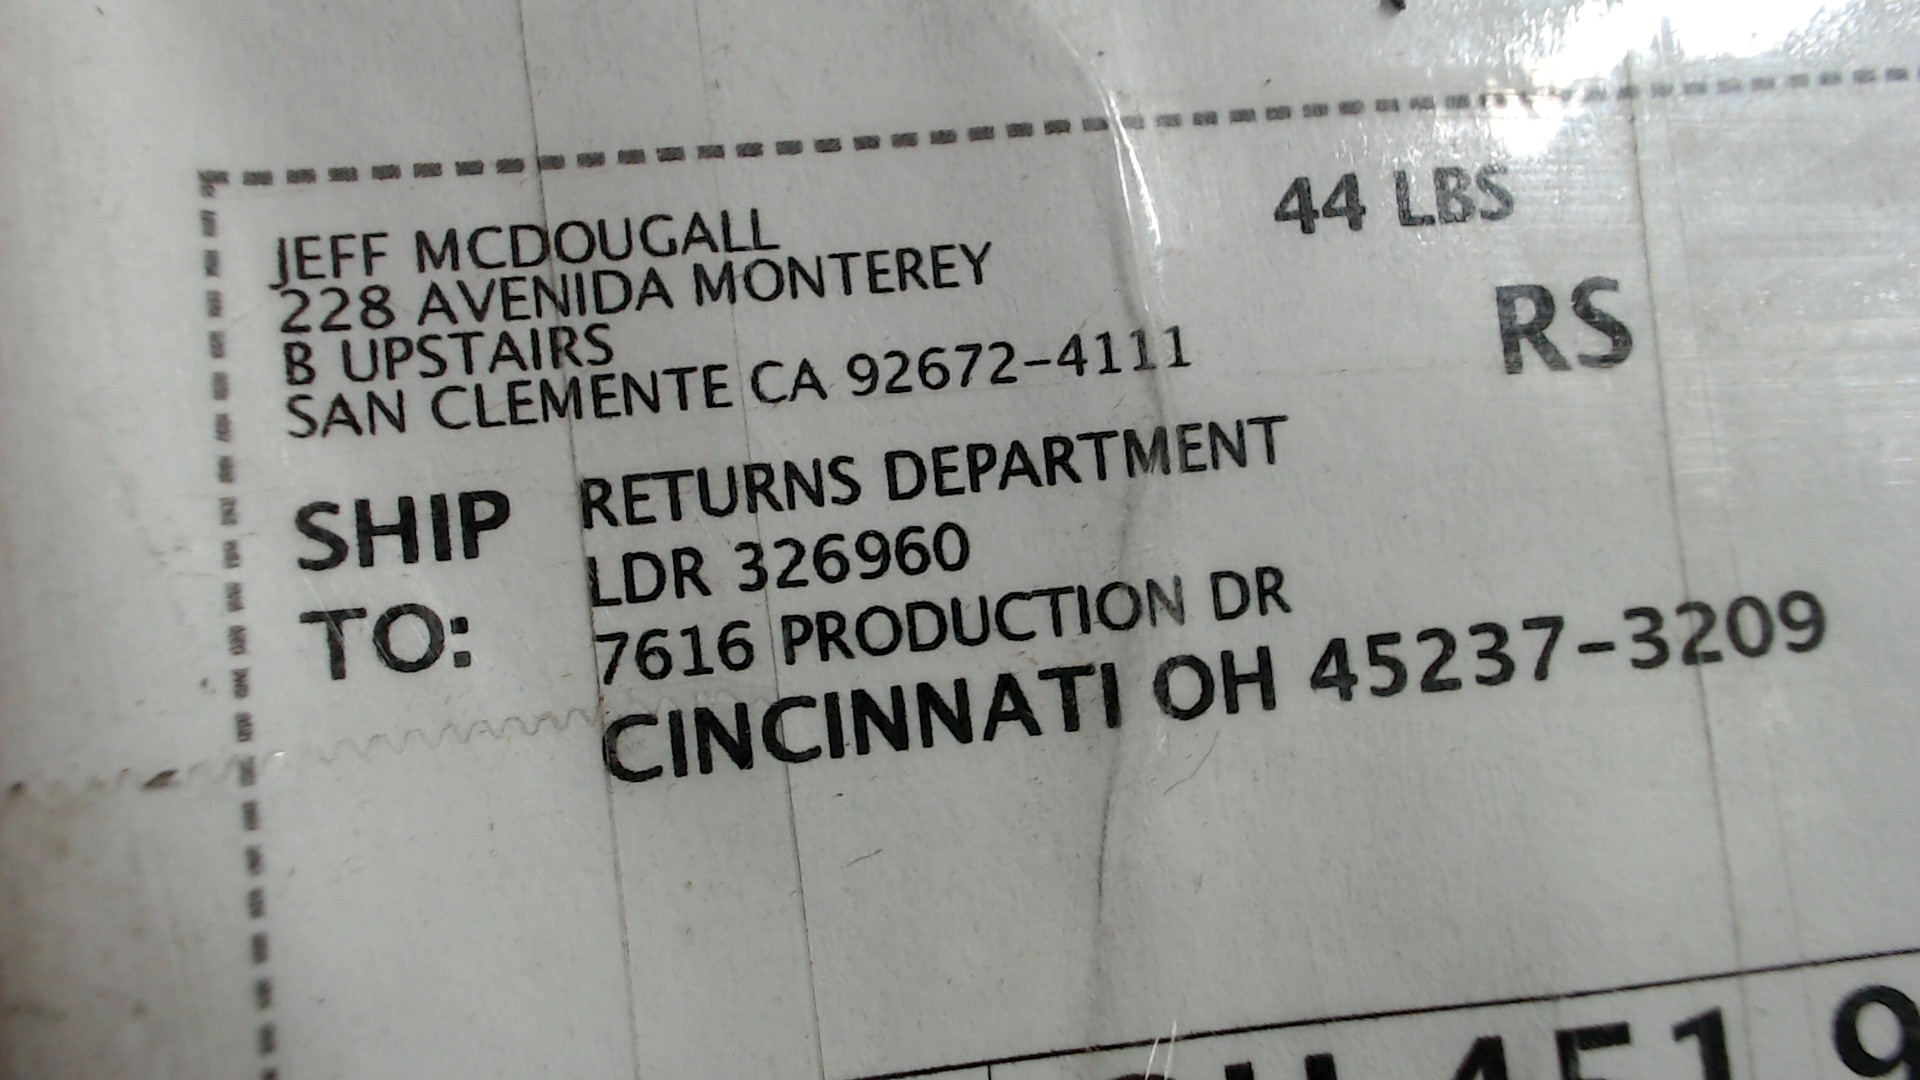 JEFF MCDOUGALL
228 AVENIDA MONTEREY
B UPSTAIRS
SAN CLEMENTE CA 92672-4111
44 LBS
RS
SHIP TO:
RETURNS DEPARTMENT
LDR 326960
7616 PRODUCTION DR
CINCINNATI OH 45237-3209